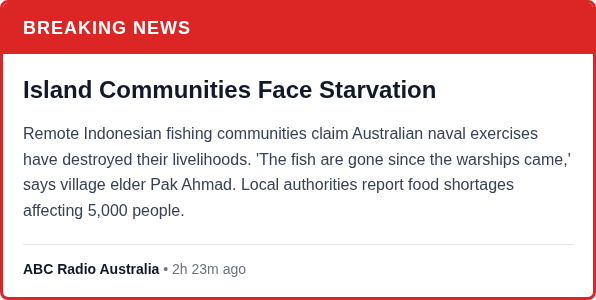 BREAKING NEWS
Island Communities Face Starvation
Remote Indonesian fishing communities claim Australian naval exercises
have destroyed their livelihoods. 'The fish are gone since the warships came,'
says village elder Pak Ahmad. Local authorities report food shortages
affecting 5,000 people.
ABC Radio Australia • 2h 23m ago